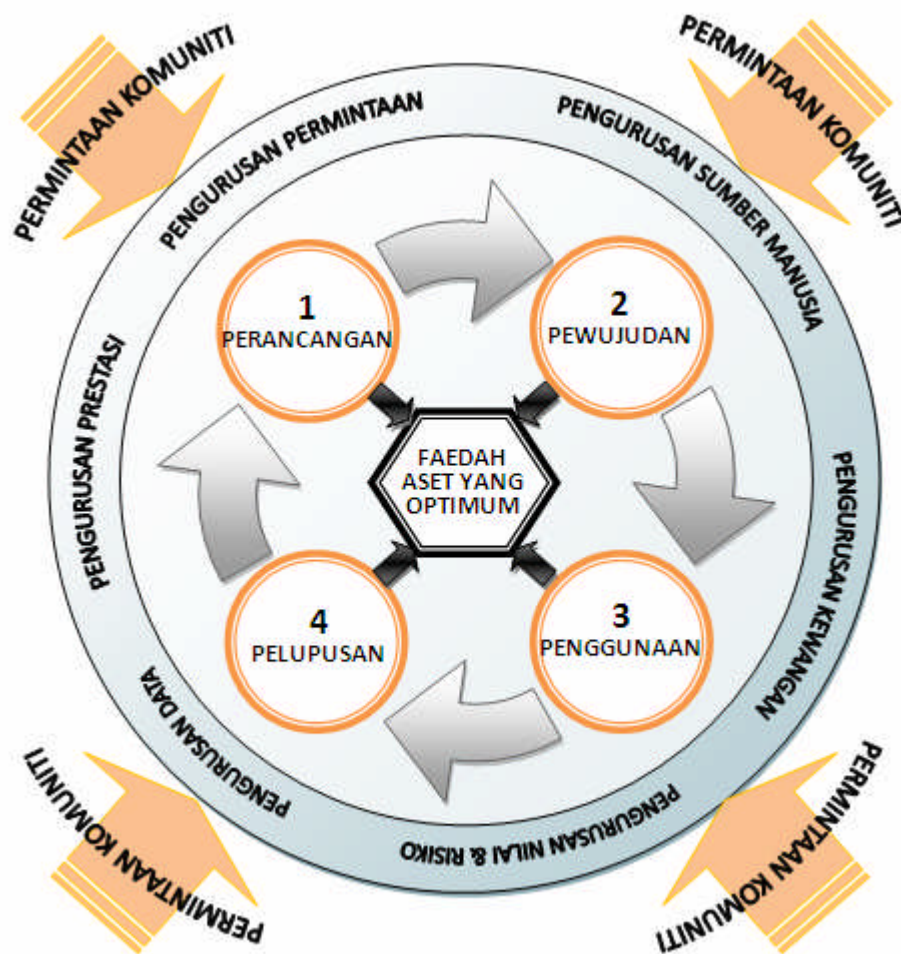 PERMINTAAN KOMUNITI
PERMINTAAN KOMUNITI
PENGURUSAN PERMINTAAN
PENGURUSAN SUMBER MANUSIA
PENGURUSAN PRESTASI
PENGURUSAN KEWANGAN
1
PERANCANGAN
2
PEWUJUDAN
FAEDAH
ASET YANG
OPTIMUM
4
PELUPUSAN
3
PENGGUNAAN
PENGURUSAN DATA
PENGURUSAN NILAI & RISIKO
PERMINTAAN KOMUNITI
PERMINTAAN KOMUNITI